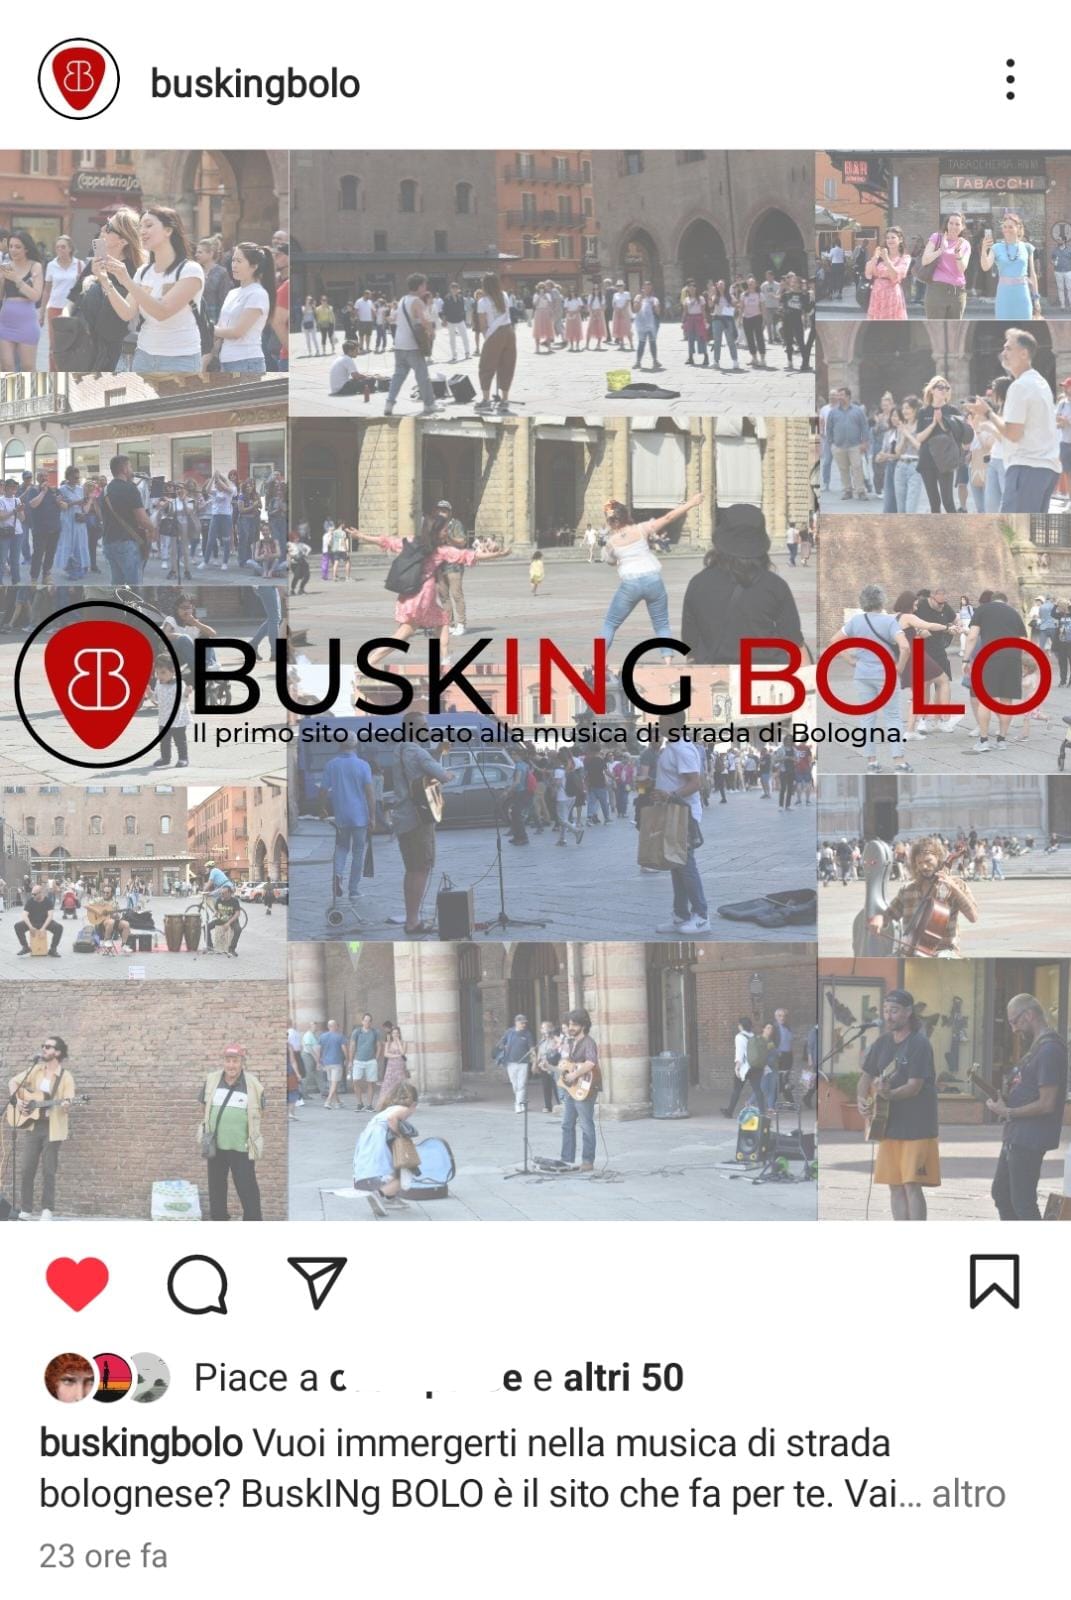 buskingbolo
CappelleriaDa
TABACCHERIA
BAR
TABACCHI
BUSKING BOLO
Il primo sito dedicato alla musica di strada di Bologna.
Piace a e altri 50
buskingbolo Vuoi immergerti nella musica di strada
bolognese? BuskINg BOLO è il sito che fa per te. Vai... altro
23 ore fa